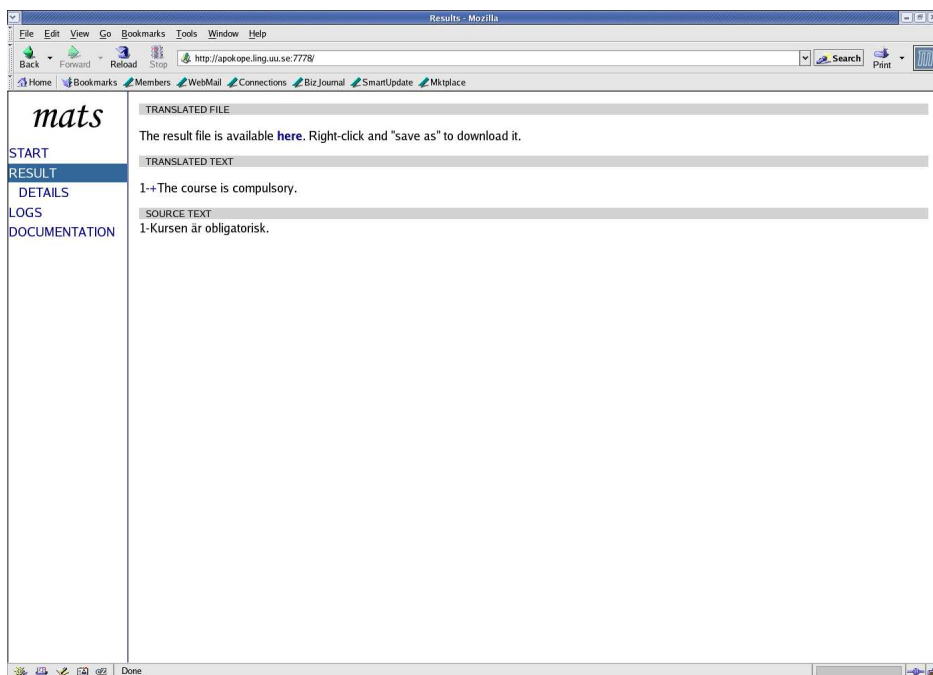 Results - Mozilla
File Edit View Go Bookmarks Tools Window Help
Back Forward Reload Stop http://apokope.ling.uu.se:7778/ Search Print
Home Bookmarks Members WebMail Connections BizJournal SmartUpdate Mktplace
mats
START
RESULT
DETAILS
LOGS
DOCUMENTATION
TRANSLATED FILE
The result file is available here. Right-click and "save as" to download it.
TRANSLATED TEXT
1-+The course is compulsory.
SOURCE TEXT
1-Kursen är obligatorisk.
Done